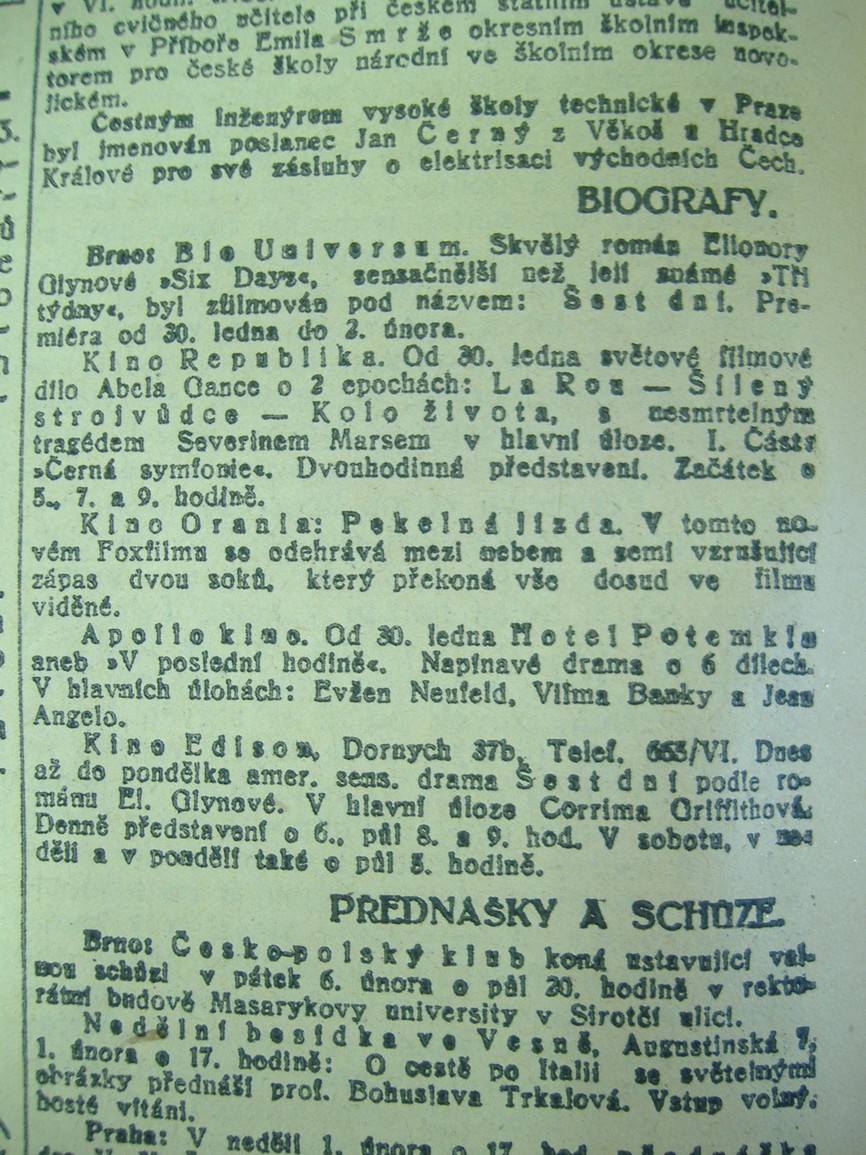 v VI.
ního cvičného učitele při českém státním ústavě učitel-
ském v Příboře Emila Smrže okresním školním inspek-
torem pro české školy národní ve školním okrese novo-
jickém.
Čestným inženýrem vysoké školy technické v Praze
byl jmenován poslanec Jan Černý z Věkoš u Hradce
Králové pro své zásluhy o elektrisaci východních Čech.
BIOGRAFY.
Brno: Bio Universum. Skvělý román Elionory
Glynové »Six Days«, sensačnější než její známé »Tři
týdny«, byl zfilmován pod názvem: Šest dní. Pre-
miéra od 30. ledna do 2. února.
Kino Republika. Od 30. ledna světové filmové
dílo Abela Gance o 2 epochách: La Rou — Šílený
strojvůdce — Kolo života, s nesmrtelným
tragédem Severinem Marsem v hlavní úloze. I. Část:
»Černá symfonie«. Dvouhodinná představení. Začátek o
5., 7. a 9. hodině.
Kino Orania: Pekelná jízda. V tomto no-
vém Foxfilmu se odehrává mezi nebem a zemí vzrušující
zápas dvou soků, který překoná vše dosud ve filmu
viděné.
Apollo kino. Od 30. ledna Hotel Potemkin
aneb »V poslední hodině«. Napínavé drama o 6 dílech.
V hlavních úlohách: Evžen Neufeld, Vilma Banky a Jean
Angelo.
Kino Edison, Dornych 37b, Telef. 663/VI. Dnes
až do pondělka amer. sens. drama Šest dní podle ro-
mánu El. Glynové. V hlavní úloze Corrima Griffithová.
Denně představení o 6., půl 8. a 9. hod. V sobotu, v ne-
děli a v pondělí také o půl 5. hodině.
PŘEDNÁŠKY A SCHŮZE.
Brno: Česko-polský klub koná ustavující val-
nou schůzi v pátek 6. února o půl 20. hodině v rekto-
rátní budově Masarykovy university v Sirotčí ulici.
Nedělní besídka ve Vesně, Augustinská 7,
1. února o 17. hodině: O cestě po Italii se světelnými
obrázky přednáší prof. Bohuslava Trkalová. Vstup volný.
hosté vítáni.
Praha: V neděli 1. února o 17. hod. přednáška